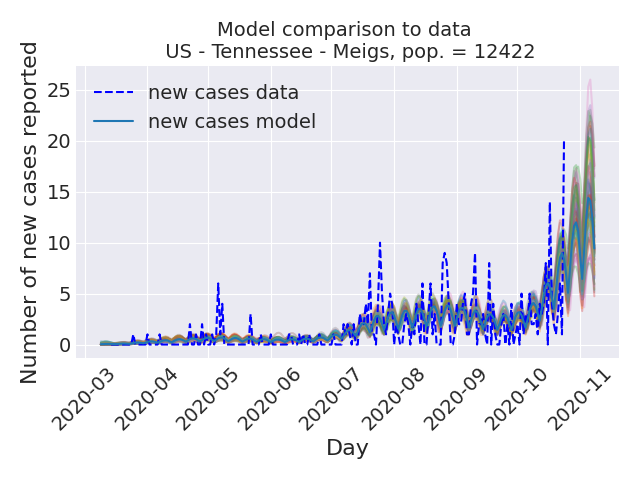 Model comparison to data
US - Tennessee - Meigs, pop. = 12422
new cases data
new cases model
Number of new cases reported
25
20
15
10
5
0
2020-03
2020-04
2020-05
2020-06
2020-07
2020-08
2020-09
2020-10
2020-11
Day